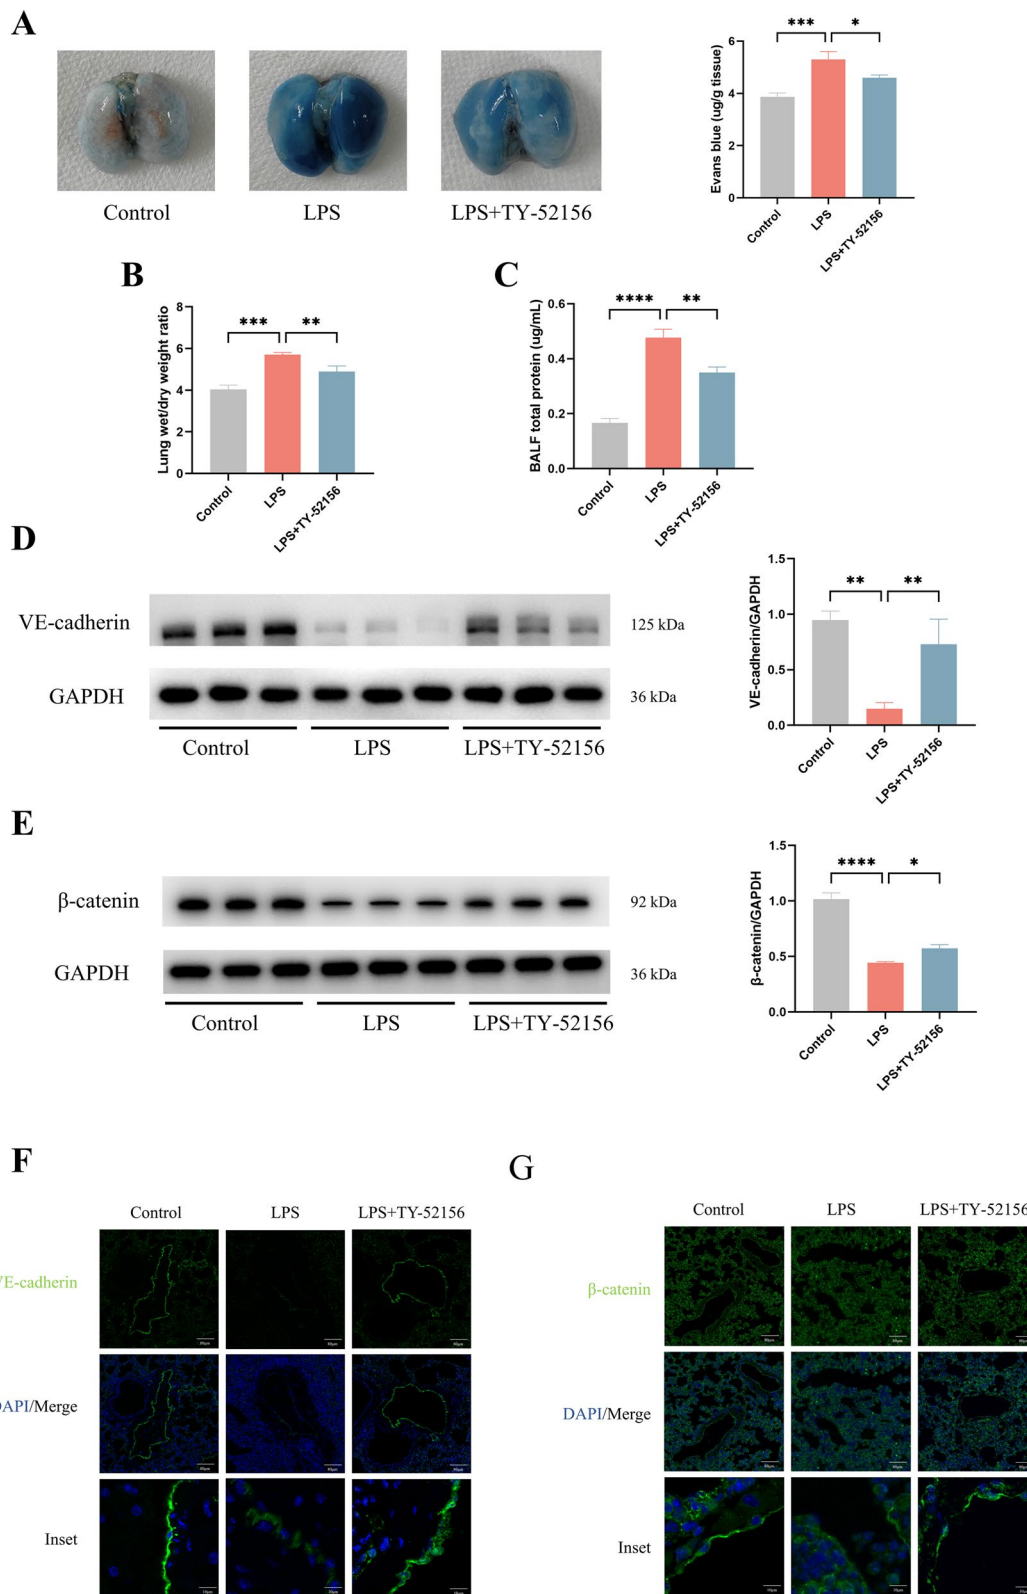 A
Control
LPS
LPS+TY-52156
Evans blue (ug/g tissue)
6
4
2
0
***
*
Control
LPS
LPS+TY-52156
B
Lung wet/dry weight ratio
8
6
4
2
0
***
**
Control
LPS
LPS+TY-52156
C
BALF total protein (ug/mL)
0.6
0.4
0.2
0.0
****
**
Control
LPS
LPS+TY-52156
D
VE-cadherin
125 kDa
GAPDH
36 kDa
Control
LPS
LPS+TY-52156
VE-cadherin/GAPDH
1.5
1.0
0.5
0.0
**
**
Control
LPS
LPS+TY-52156
E
β-catenin
92 kDa
GAPDH
36 kDa
Control
LPS
LPS+TY-52156
β-catenin/GAPDH
1.5
1.0
0.5
0.0
****
*
Control
LPS
LPS+TY-52156
F
Control
LPS
LPS+TY-52156
VE-cadherin
DAPI/Merge
Inset
G
Control
LPS
LPS+TY-52156
β-catenin
DAPI/Merge
Inset